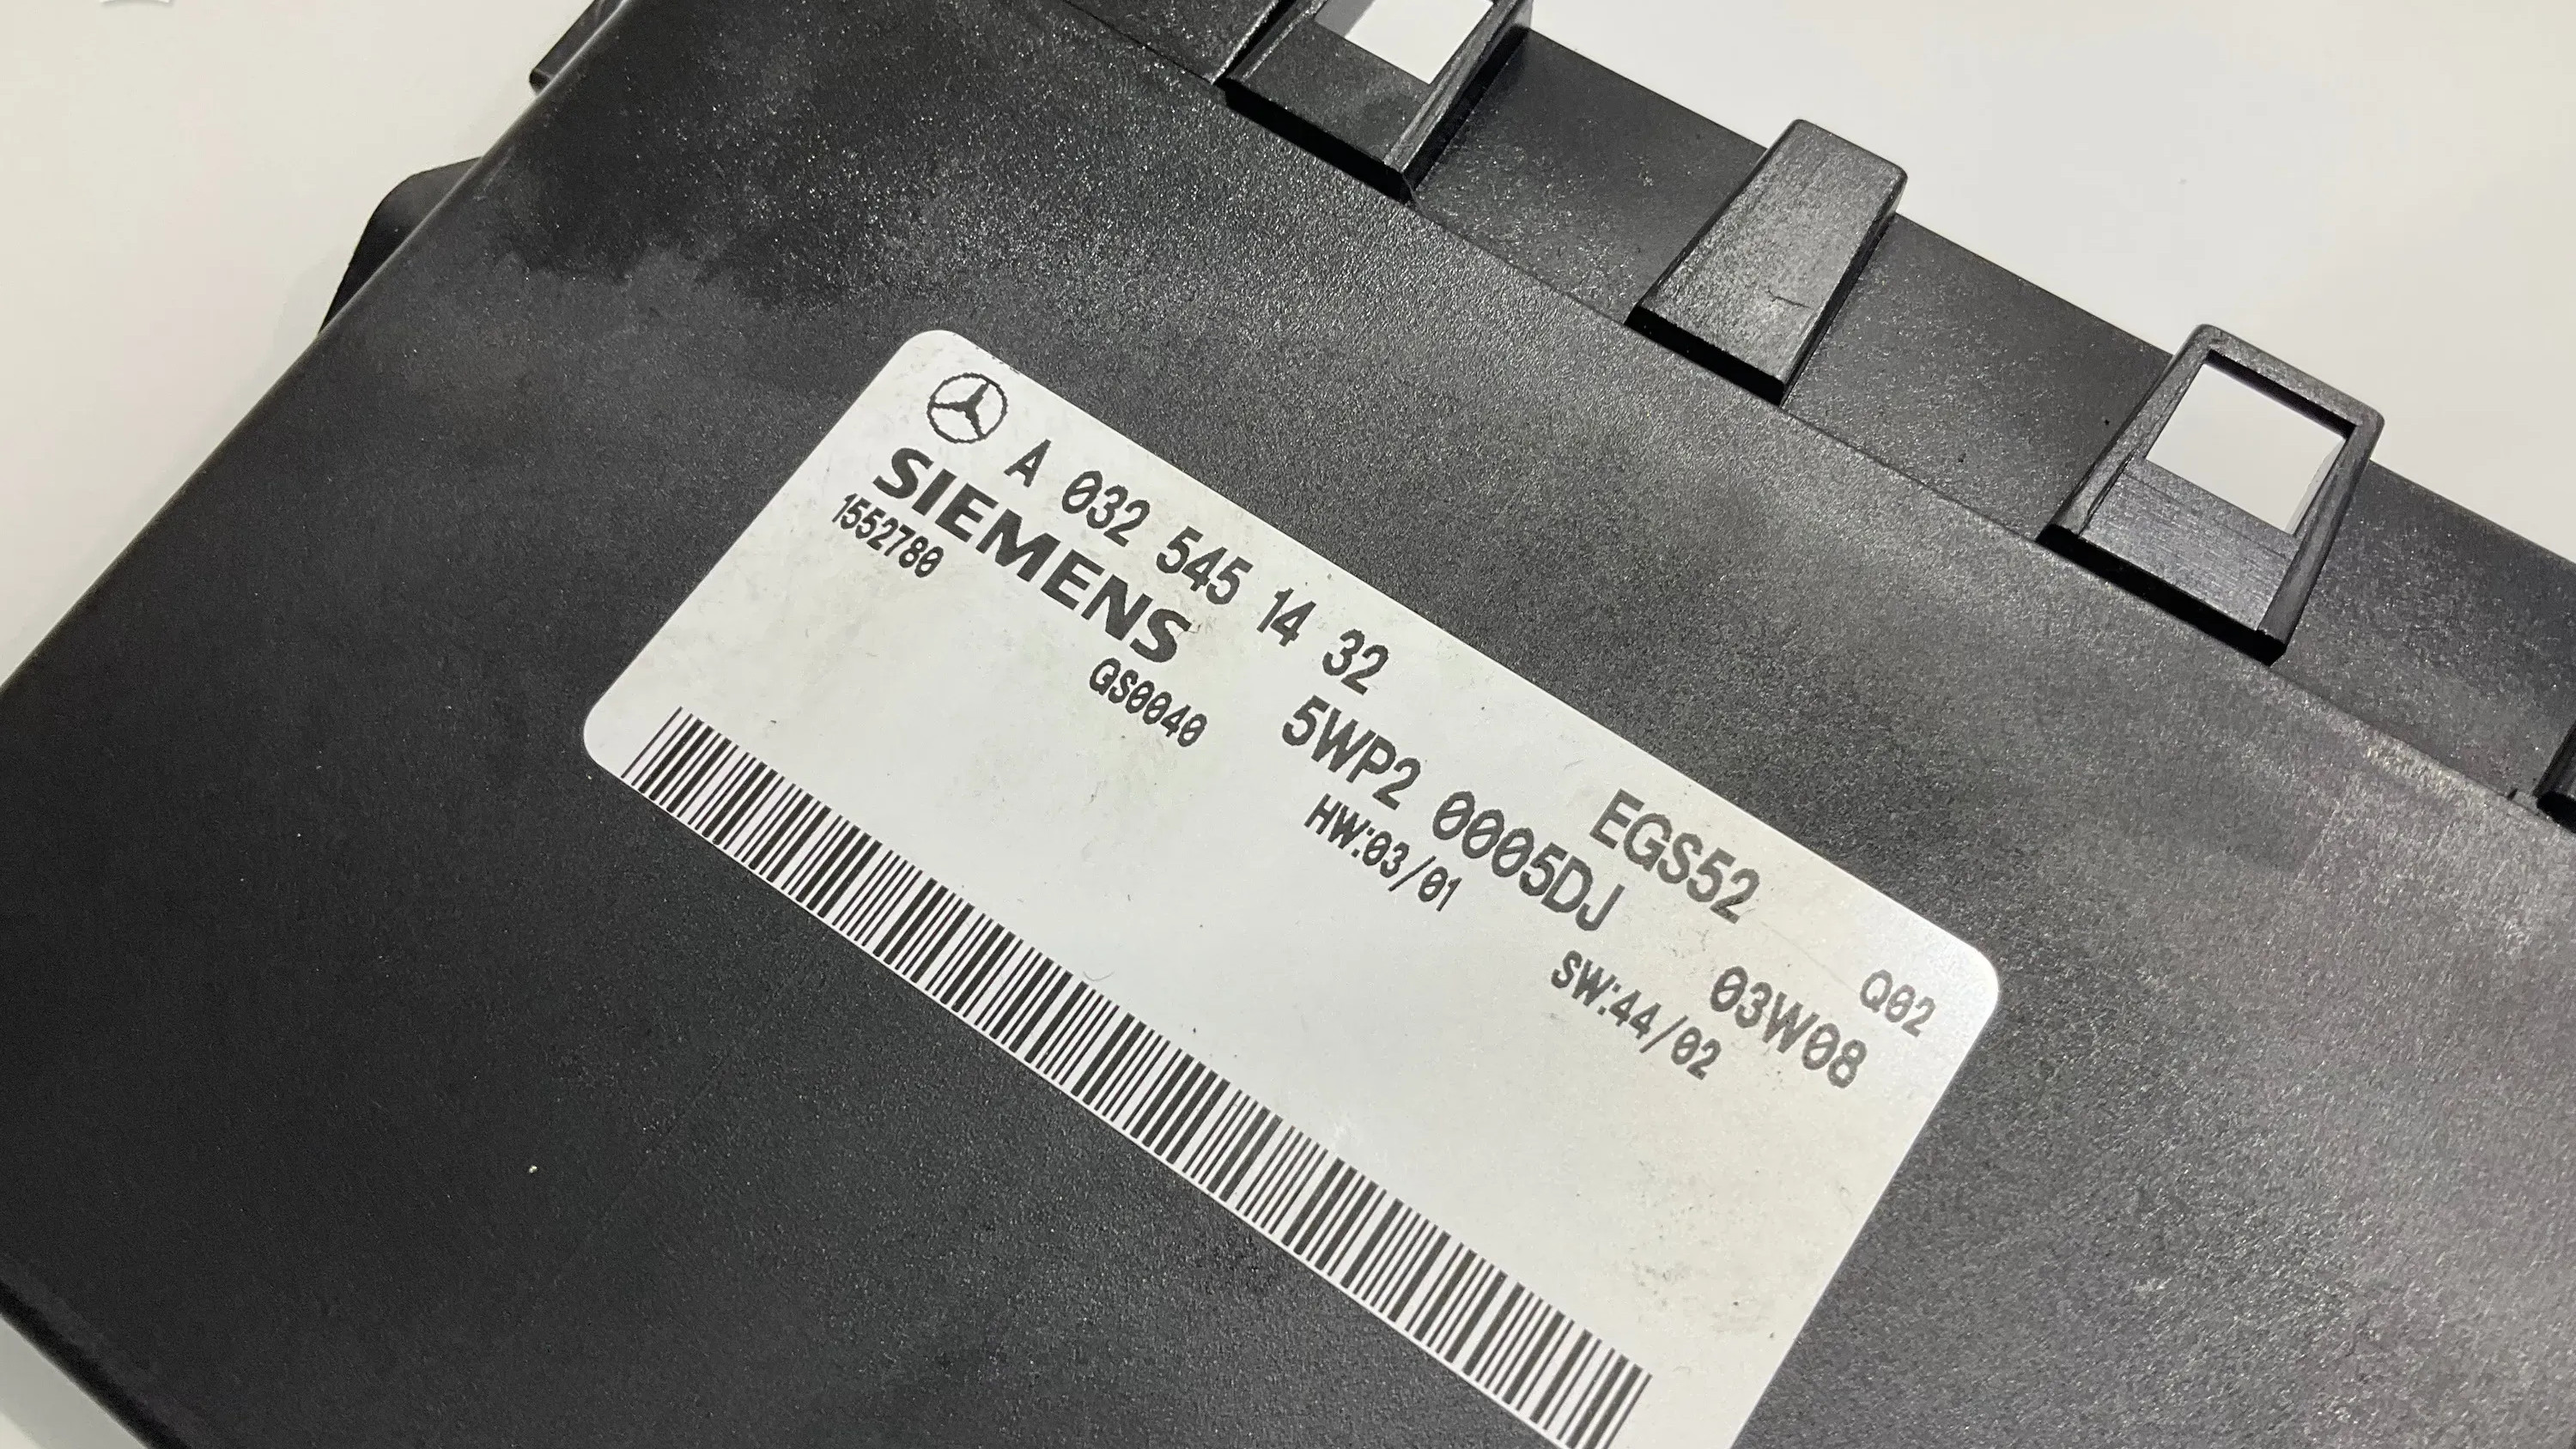 A 032 545 14 32 EGS52 Q02
SIEMENS 5WP2 0005DJ 03W08
1552780 QS0040 HW:03/01 SW:44/02